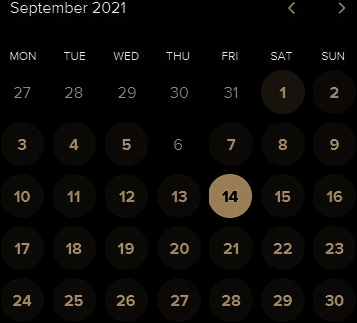 September 2021
MON TUE WED THU FRI SAT SUN
27 28 29 30 31 1 2
3 4 5 6 7 8 9
10 11 12 13 14 15 16
17 18 19 20 21 22 23
24 25 26 27 28 29 30